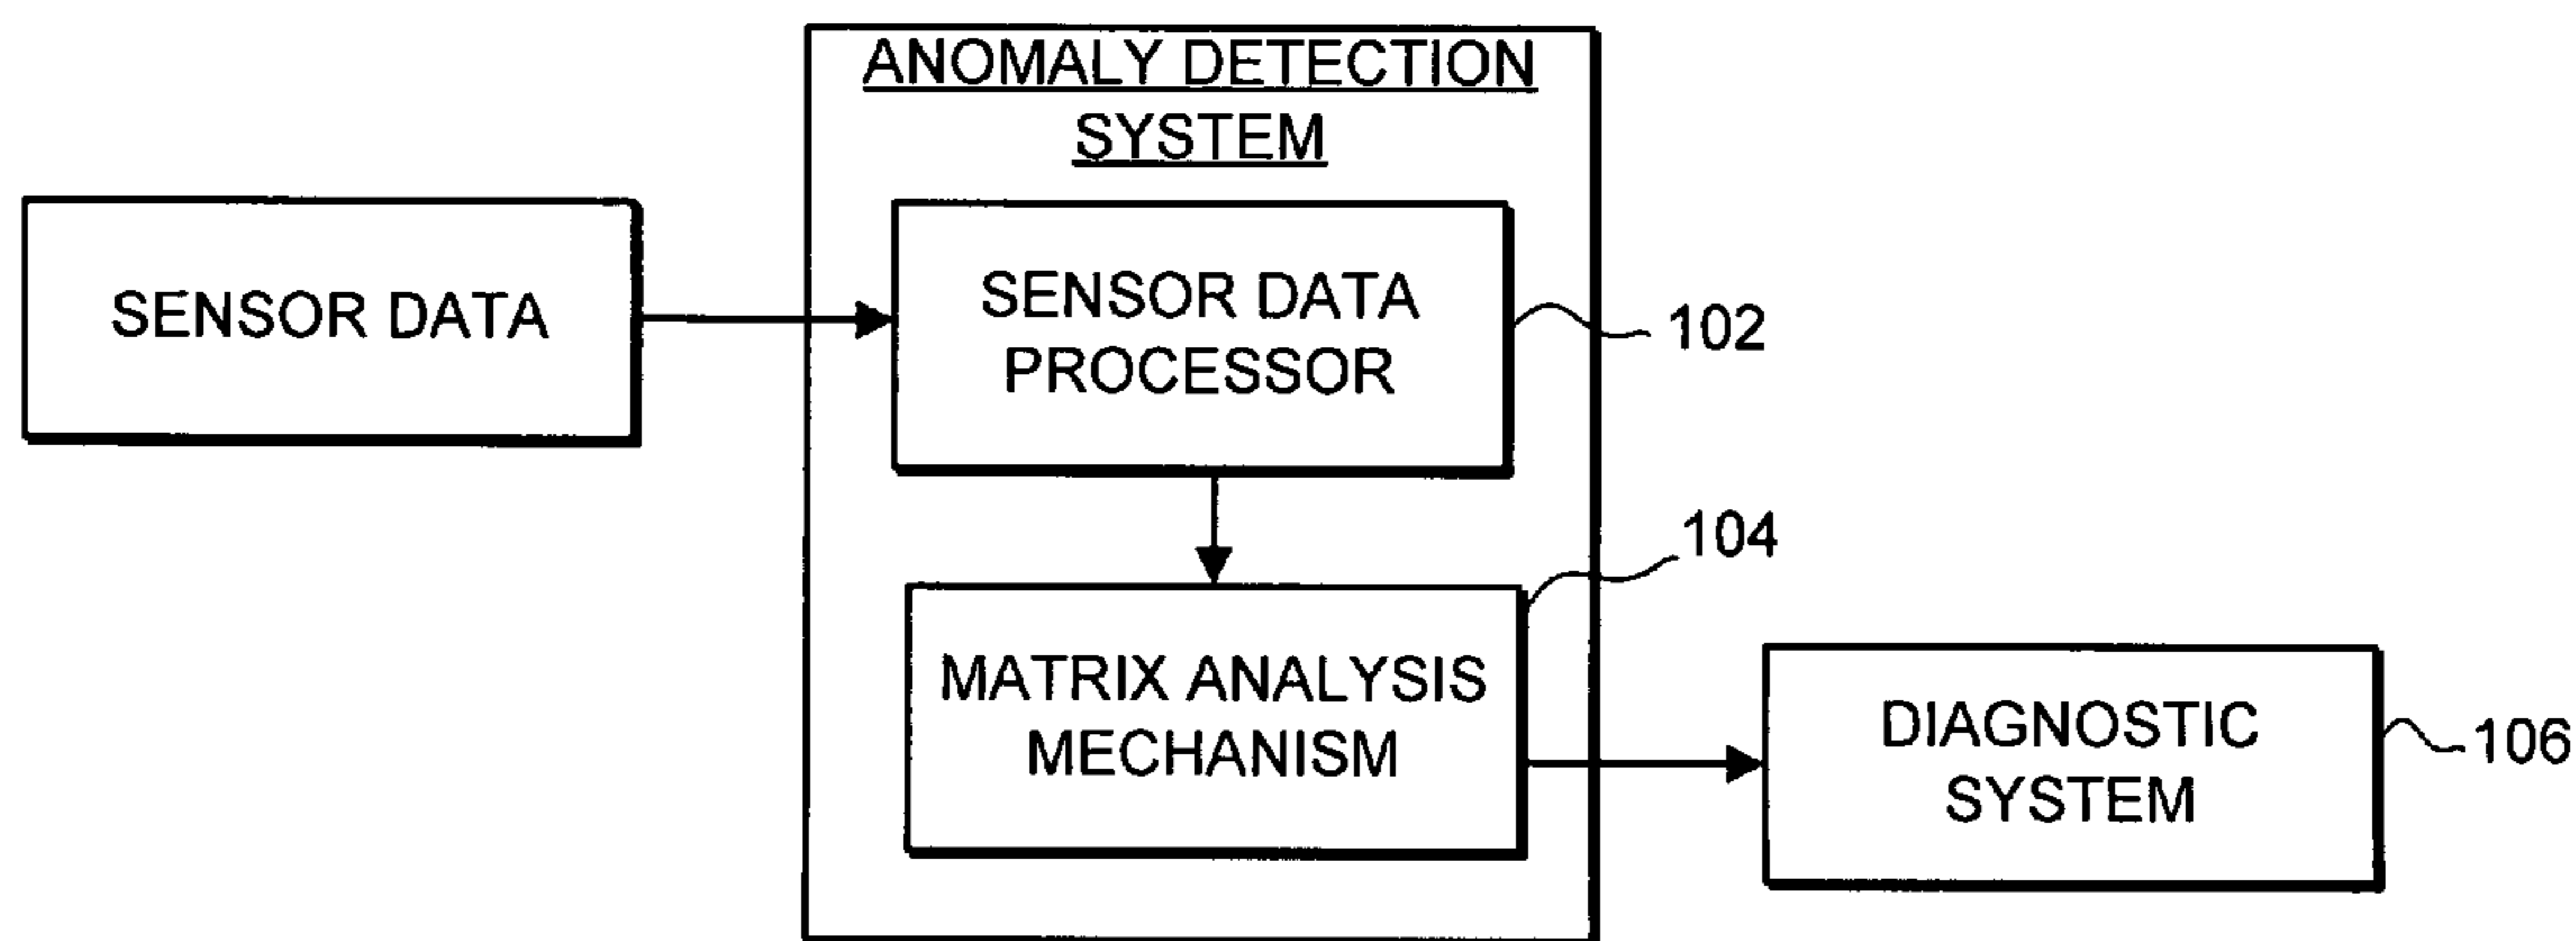 ANOMALY DETECTION
SYSTEM
SENSOR DATA
SENSOR DATA
PROCESSOR
102
104
MATRIX ANALYSIS
MECHANISM
DIAGNOSTIC
SYSTEM
106